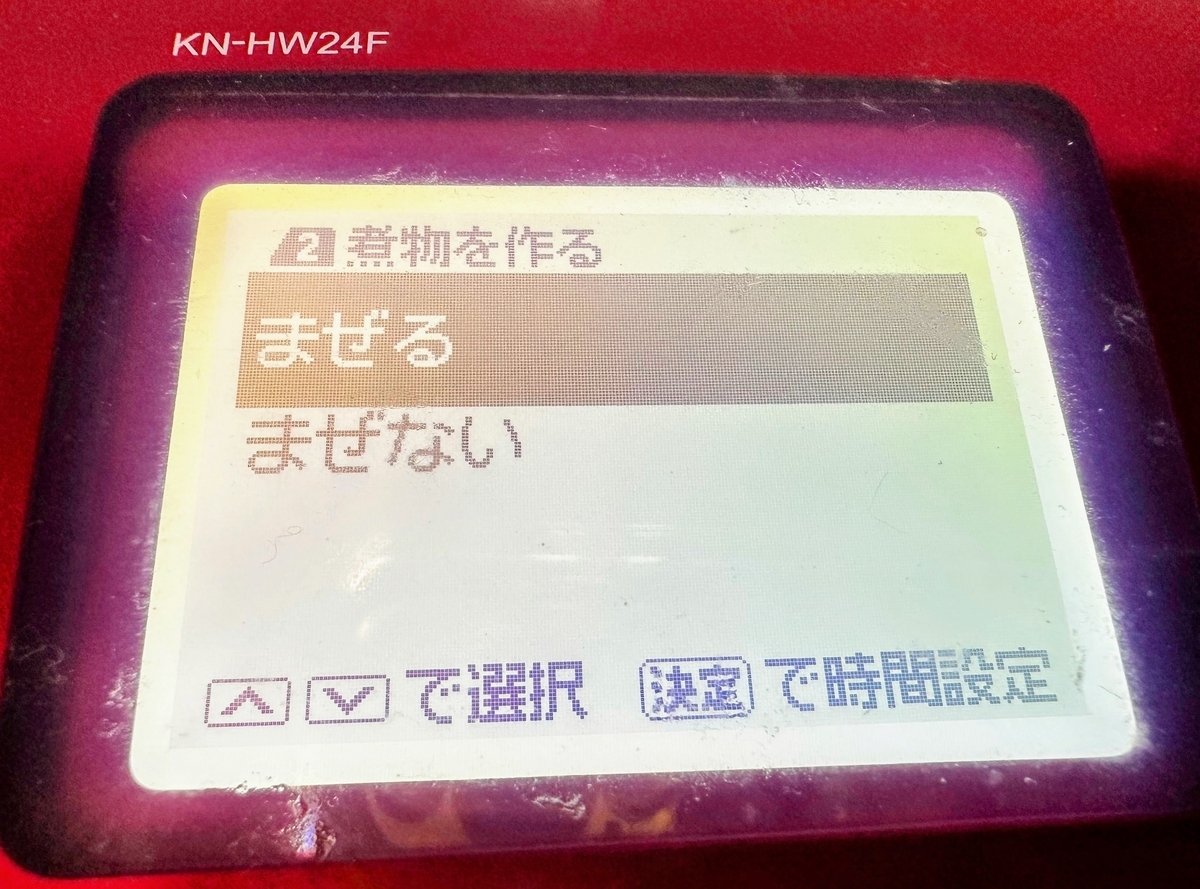 KN-HW24F
2 煮物を作る
まぜる
まぜない
∧ ∨ で選択 決定 で時間設定